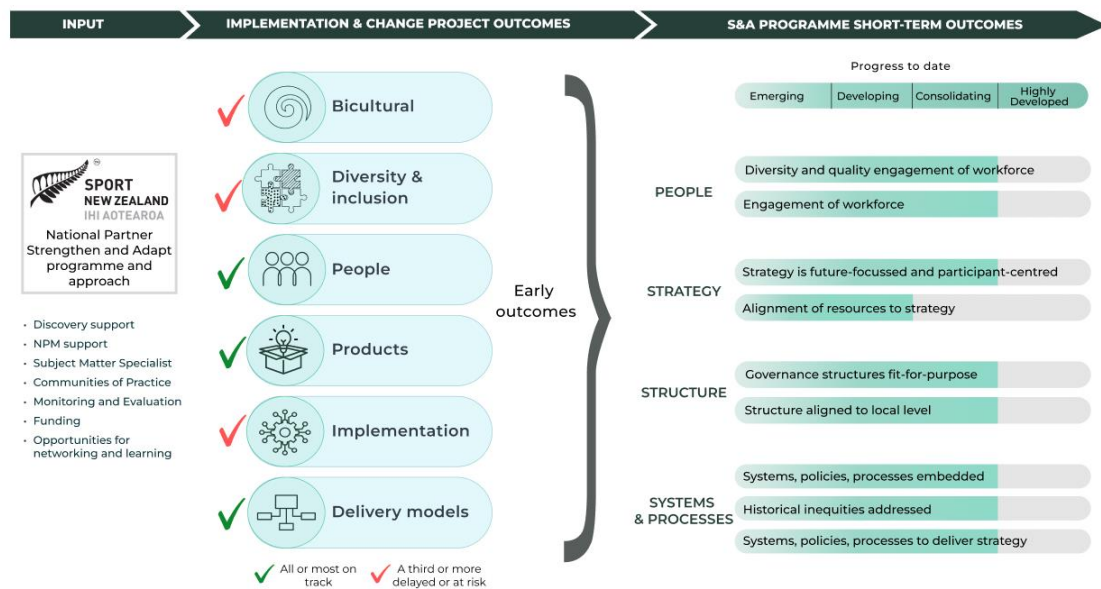 INPUT
IMPLEMENTATION & CHANGE PROJECT OUTCOMES
S&A PROGRAMME SHORT-TERM OUTCOMES
SPORT
NEW ZEALAND
IHI AOTEAROA
National Partner
Strengthen and Adapt
programme and
approach
• Discovery support
• NPM support
• Subject Matter Specialist
• Communities of Practice
• Monitoring and Evaluation
• Funding
• Opportunities for
networking and learning
Bicultural
Diversity &
inclusion
People
Products
Implementation
Delivery models
All or most on
track
A third or more
delayed or at risk
Early
outcomes
Progress to date
Emerging
Developing
Consolidating
Highly
Developed
PEOPLE
Diversity and quality engagement of workforce
Engagement of workforce
STRATEGY
Strategy is future-focussed and participant-centred
Alignment of resources to strategy
STRUCTURE
Governance structures fit-for-purpose
Structure aligned to local level
SYSTEMS
& PROCESSES
Systems, policies, processes embedded
Historical inequities addressed
Systems, policies, processes to deliver strategy